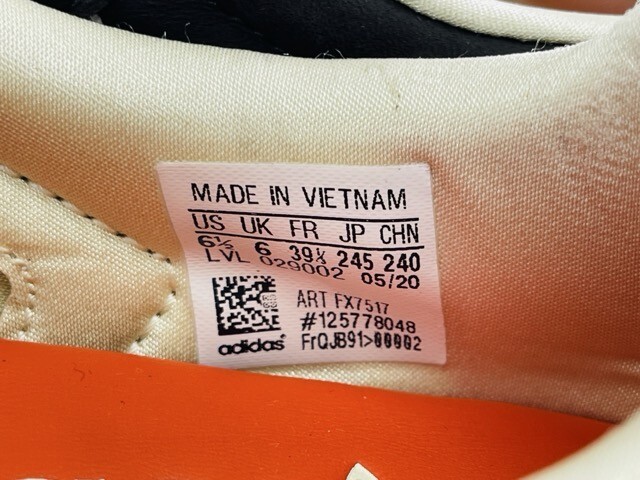 MADE IN VIETNAM
US UK FR JP CHN
6½ 6 39⅓ 245 240
LVL 029002 05/20
ART FX7517
#125778048
adidas FrQJB91>00002